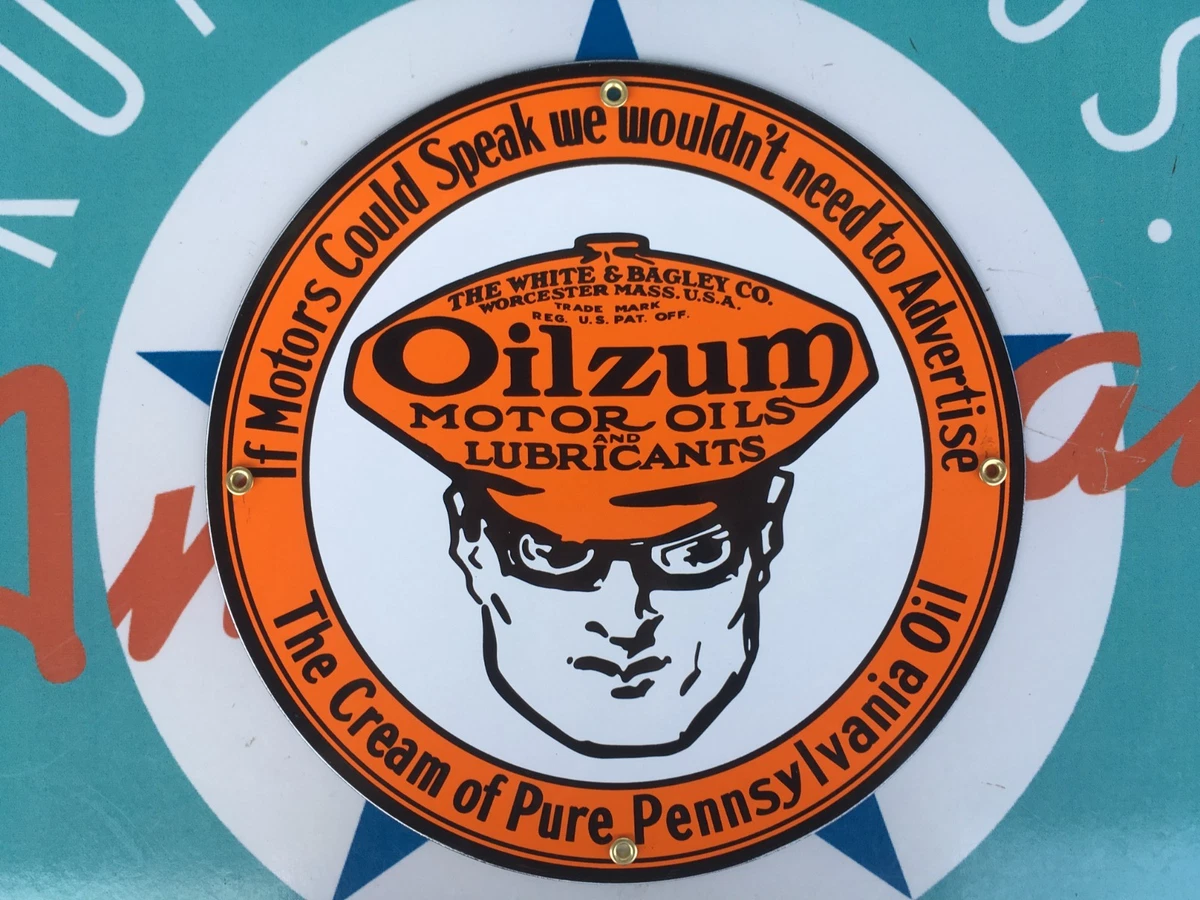 If Motors Could Speak we wouldn't need to Advertise
THE WHITE & BAGLEY CO.
WORCESTER MASS. U.S.A.
TRADE MARK
REG. U.S. PAT. OFF.
Oilzum
MOTOR OILS
AND
LUBRICANTS
The Cream of Pure Pennsylvania Oil